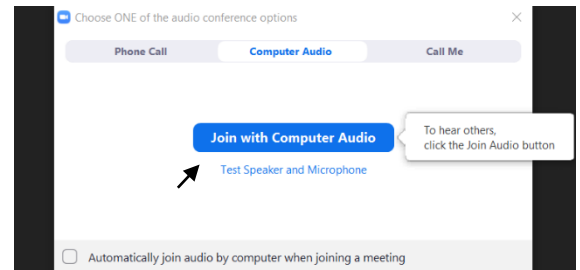 Choose ONE of the audio conference options
Phone Call Computer Audio Call Me
Join with Computer Audio
To hear others,
click the Join Audio button
Test Speaker and Microphone
Automatically join audio by computer when joining a meeting